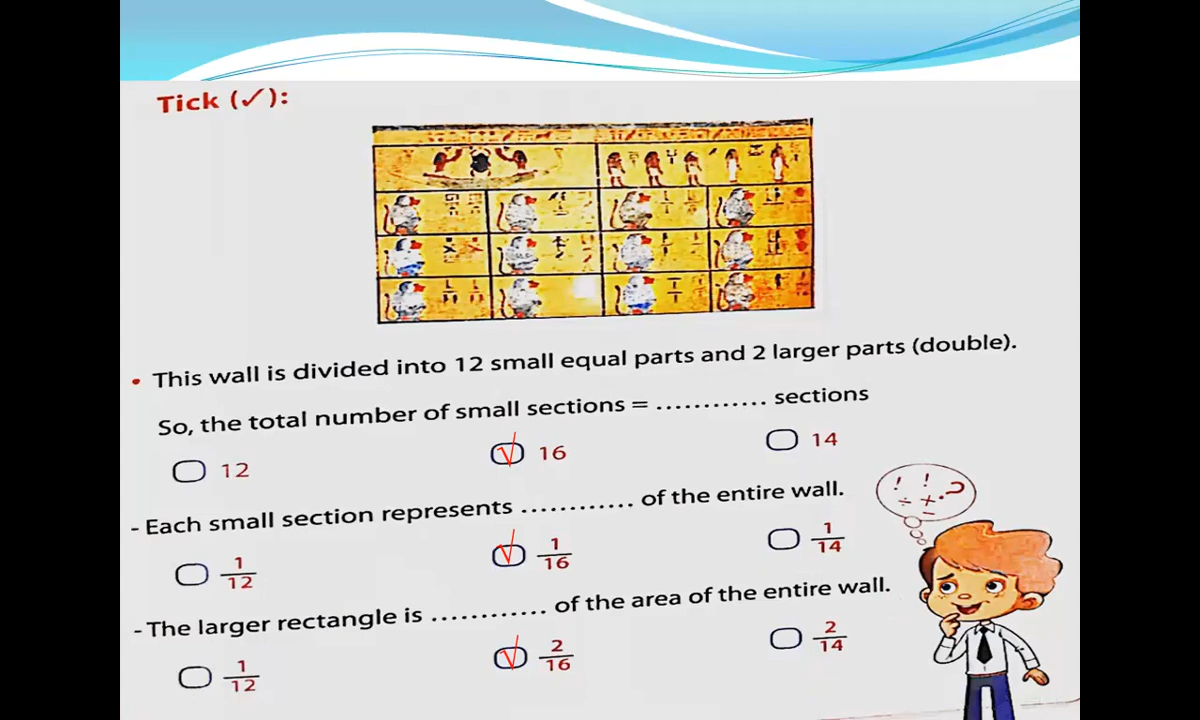 Tick (✓):
• This wall is divided into 12 small equal parts and 2 larger parts (double).
So, the total number of small sections = ............ sections
12 16 14
- Each small section represents ............ of the entire wall.
1/12 1/16 1/14
- The larger rectangle is ............ of the area of the entire wall.
1/12 2/16 2/14